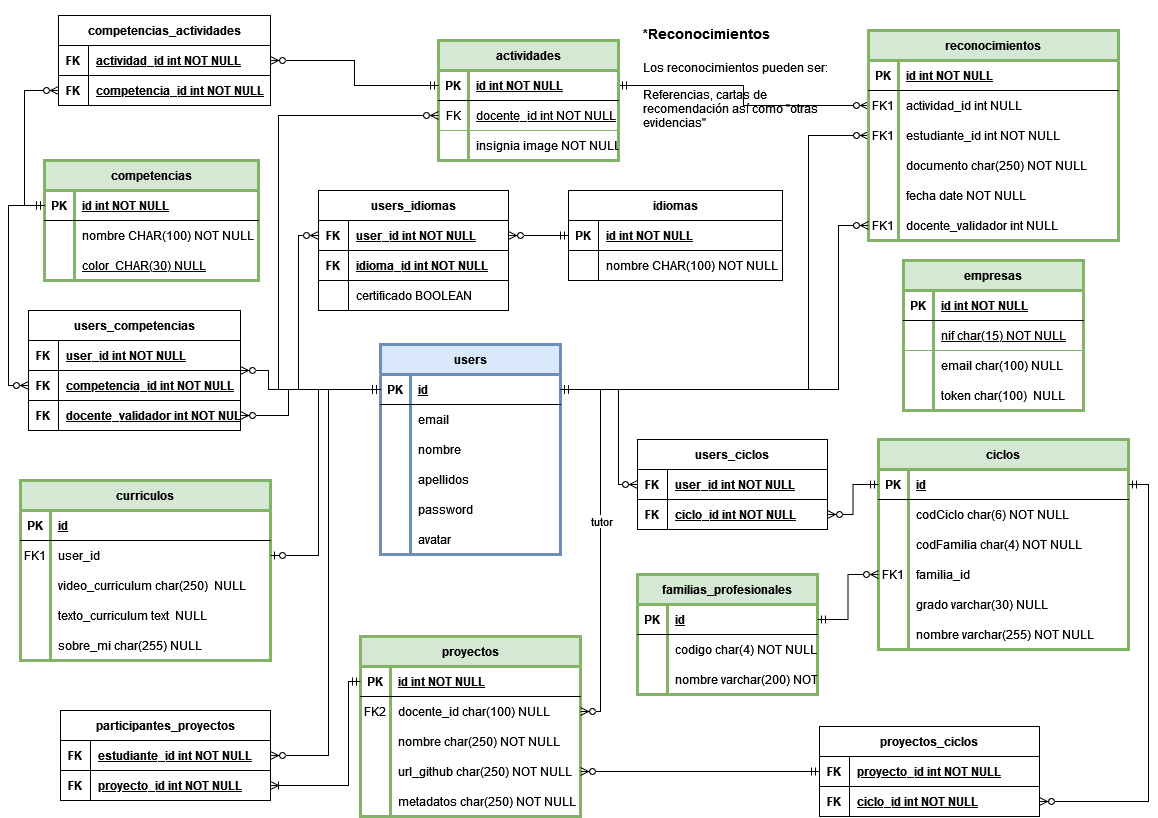 competencias_actividades
FK actividad_id int NOT NULL
FK competencia_id int NOT NULL
actividades
PK id int NOT NULL
FK docente_id int NOT NULL
insignia image NOT NULL
*Reconocimientos
Los reconocimientos pueden ser:
Referencias, cartas de
recomendación así como "otras
evidencias"
reconocimientos
PK id int NOT NULL
FK1 actividad_id int NULL
FK1 estudiante_id int NOT NULL
documento char(250) NOT NULL
fecha date NOT NULL
FK1 docente_validador int NULL
competencias
PK id int NOT NULL
nombre CHAR(100) NOT NULL
color CHAR(30) NULL
users_idiomas
FK user_id int NOT NULL
FK idioma_id int NOT NULL
certificado BOOLEAN
idiomas
PK id int NOT NULL
nombre CHAR(100) NOT NULL
empresas
PK id int NOT NULL
nif char(15) NOT NULL
email char(100) NULL
token char(100) NULL
users_competencias
FK user_id int NOT NULL
FK competencia_id int NOT NULL
FK docente_validador int NOT NUL
users
PK id
email
nombre
apellidos
password
avatar
users_ciclos
FK user_id int NOT NULL
FK ciclo_id int NOT NULL
ciclos
PK id
codCiclo char(6) NOT NULL
codFamilia char(4) NOT NULL
FK1 familia_id
grado varchar(30) NULL
nombre varchar(255) NOT NULL
curriculos
PK id
FK1 user_id
video_curriculum char(250) NULL
texto_curriculum text NULL
sobre_mi char(255) NULL
tutor
familias_profesionales
PK id
codigo char(4) NOT NULL
nombre varchar(200) NOT
proyectos
PK id int NOT NULL
FK2 docente_id char(100) NULL
nombre char(250) NOT NULL
url_github char(250) NOT NULL
metadatos char(250) NOT NULL
participantes_proyectos
FK estudiante_id int NOT NULL
FK proyecto_id int NOT NULL
proyectos_ciclos
FK proyecto_id int NOT NULL
FK ciclo_id int NOT NULL